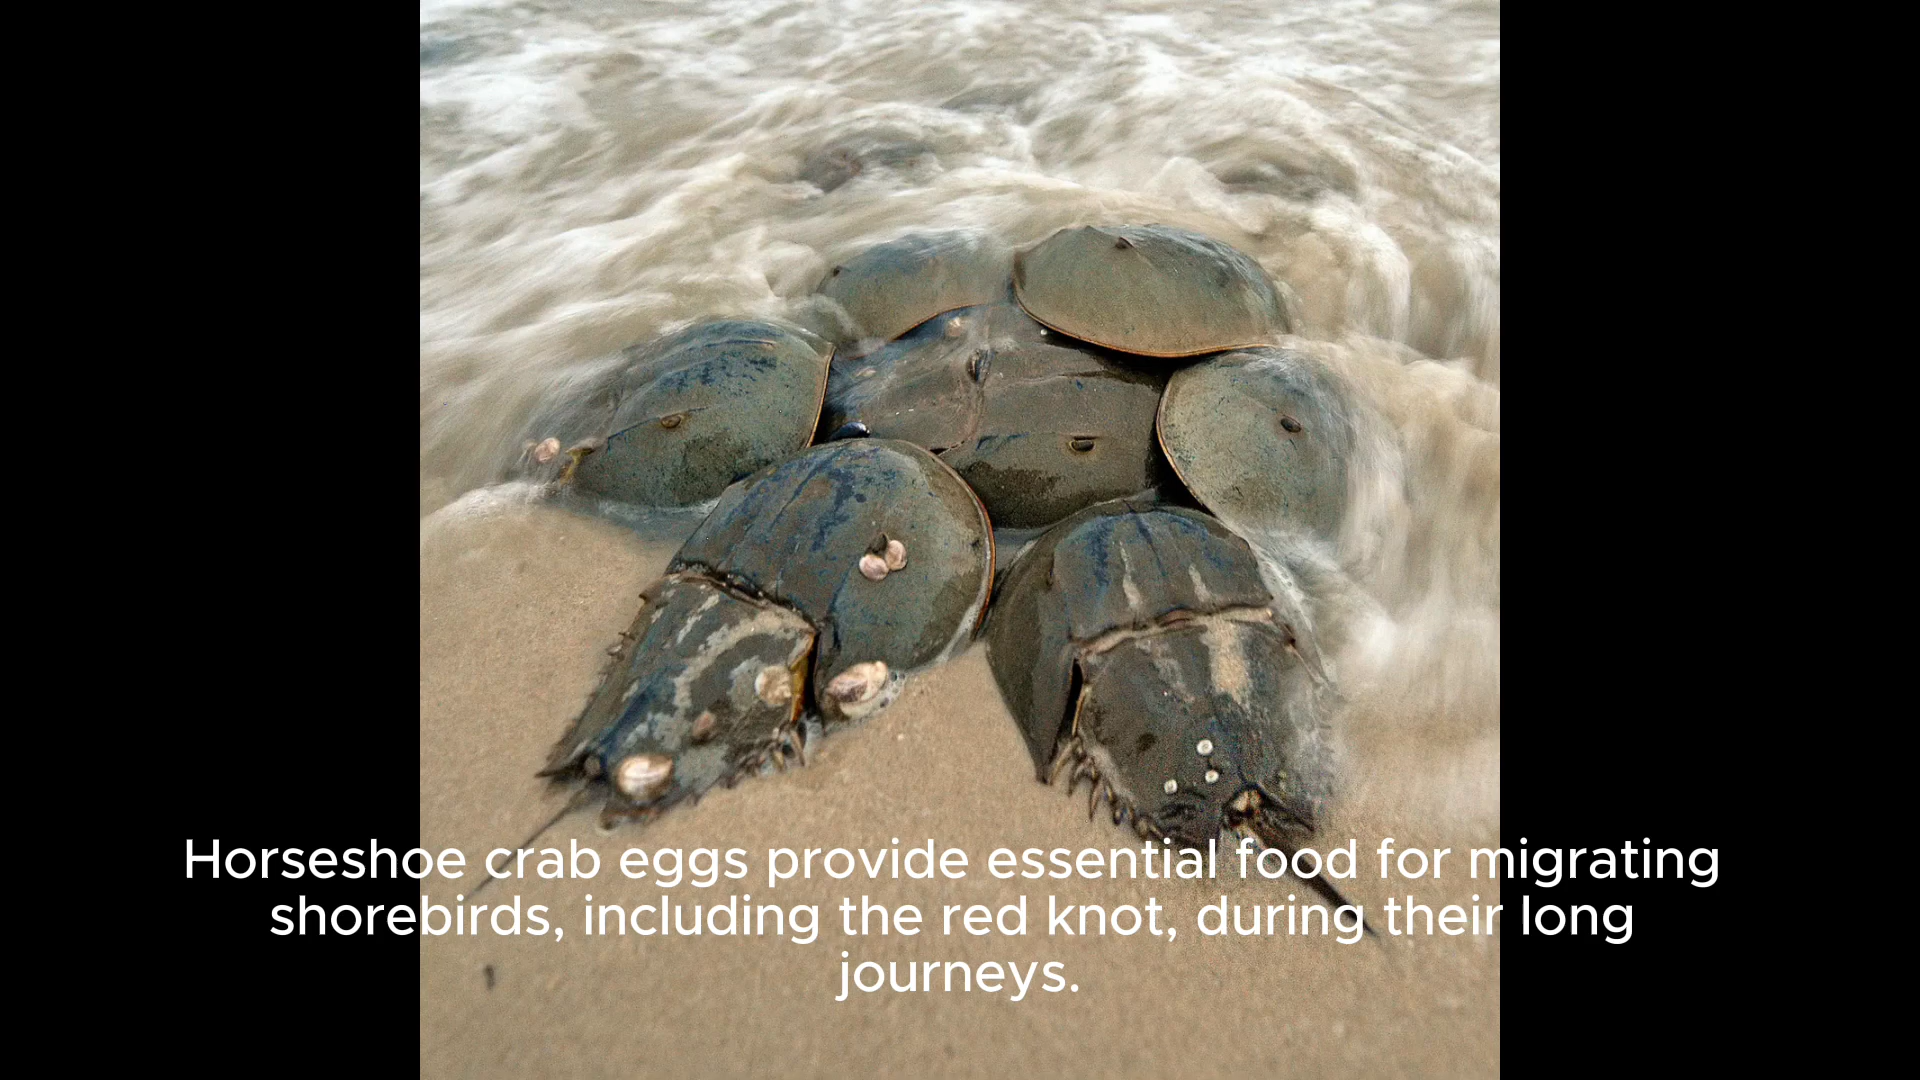 Horseshoe crab eggs provide essential food for migrating
shorebirds, including the red knot, during their long
journeys.